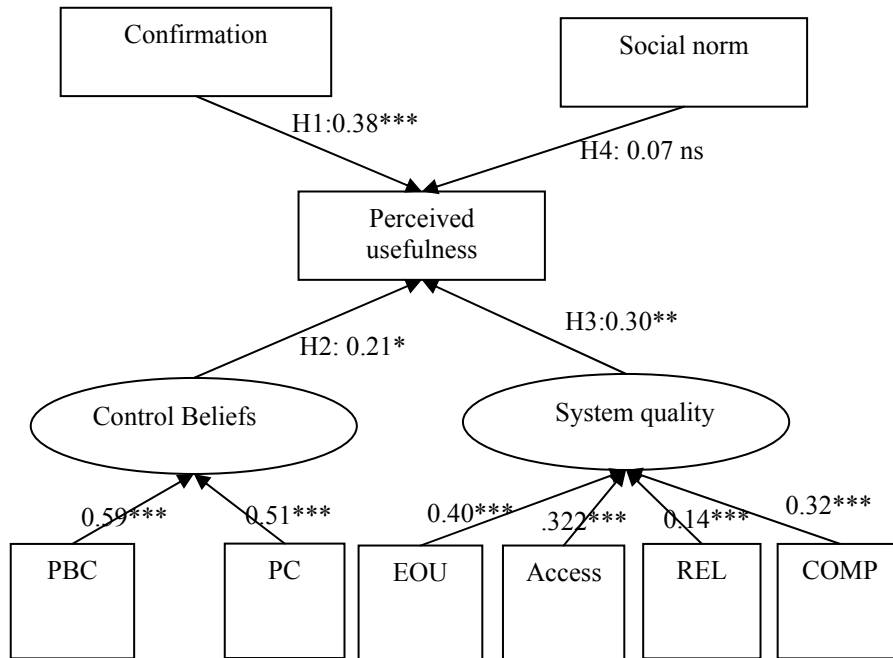 Confirmation
Social norm
H1:0.38***
H4: 0.07 ns
Perceived
usefulness
H3:0.30**
H2: 0.21*
Control Beliefs
System quality
0.59***
0.51***
0.40***
.322***
0.14***
0.32***
PBC
PC
EOU
Access
REL
COMP